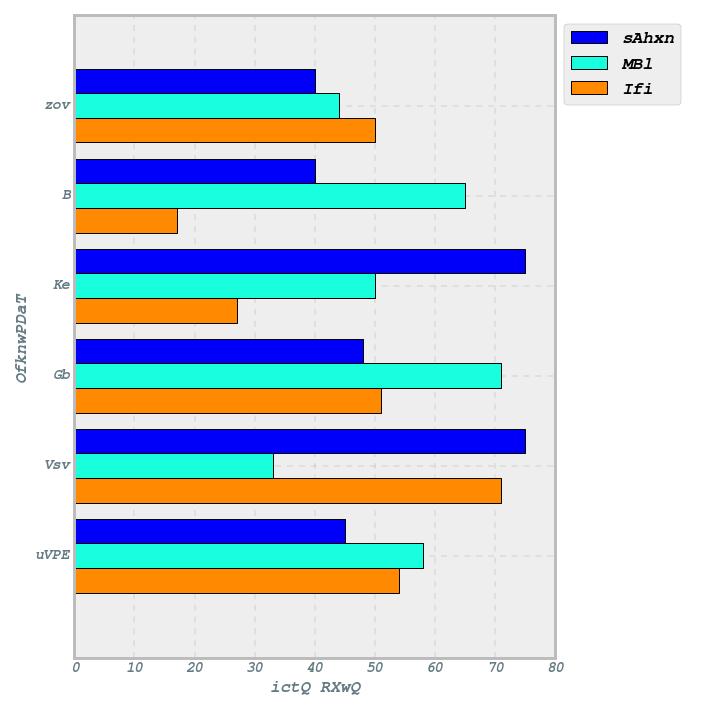 sAhxn
MBl
Ifi
zov
B
Ke
Gb
Vsv
uVPE
OfknwPDaT
0 10 20 30 40 50 60 70 80
ictQ RXwQ